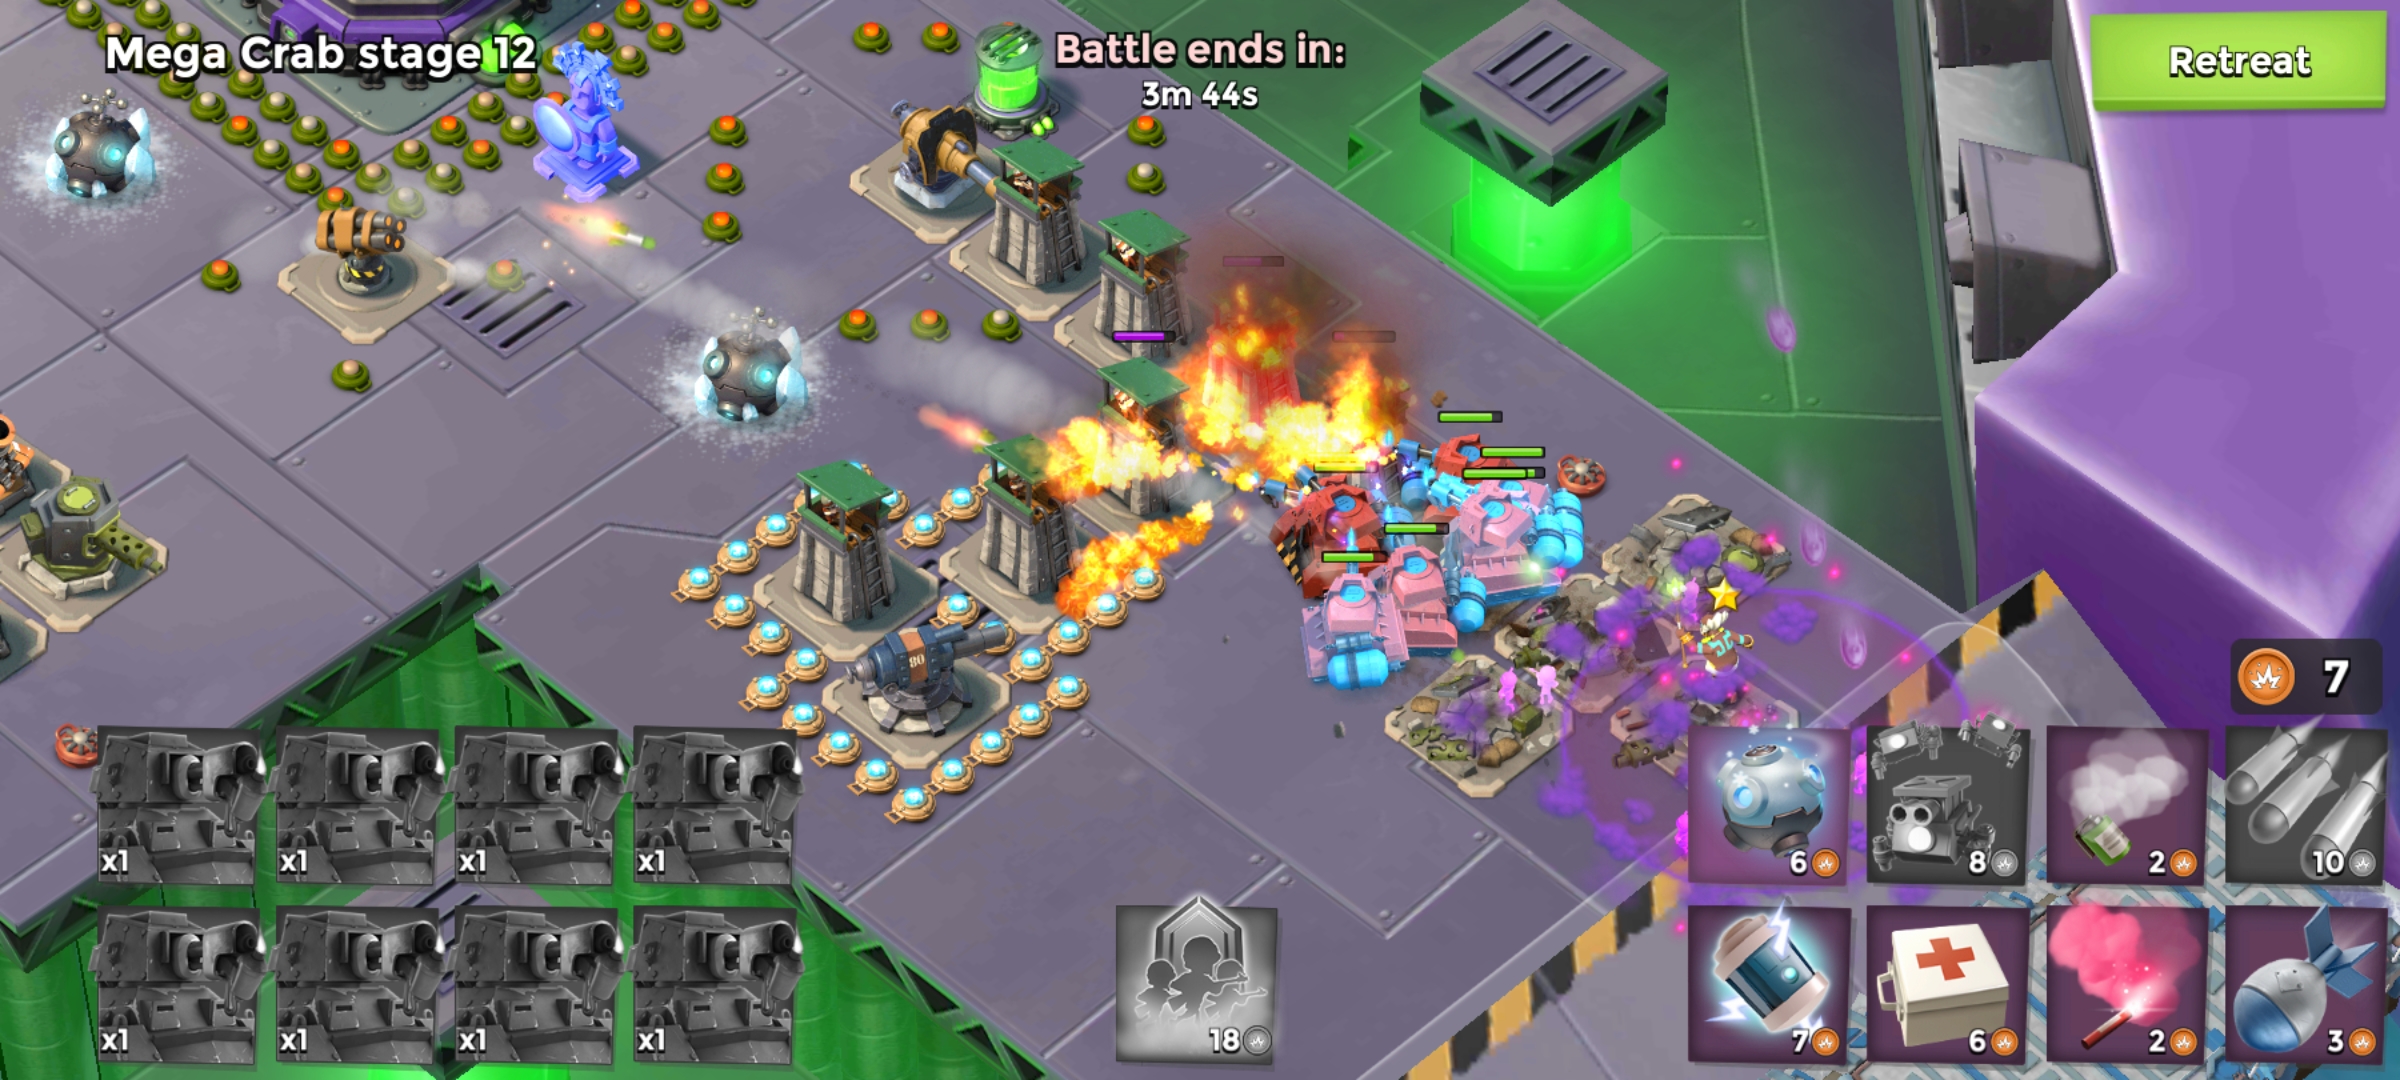 Mega Crab stage 12
Battle ends in:
3m 44s
Retreat
80
7
x1
x1
x1
x1
6
8
2
10
x1
x1
x1
x1
18
7
6
2
3